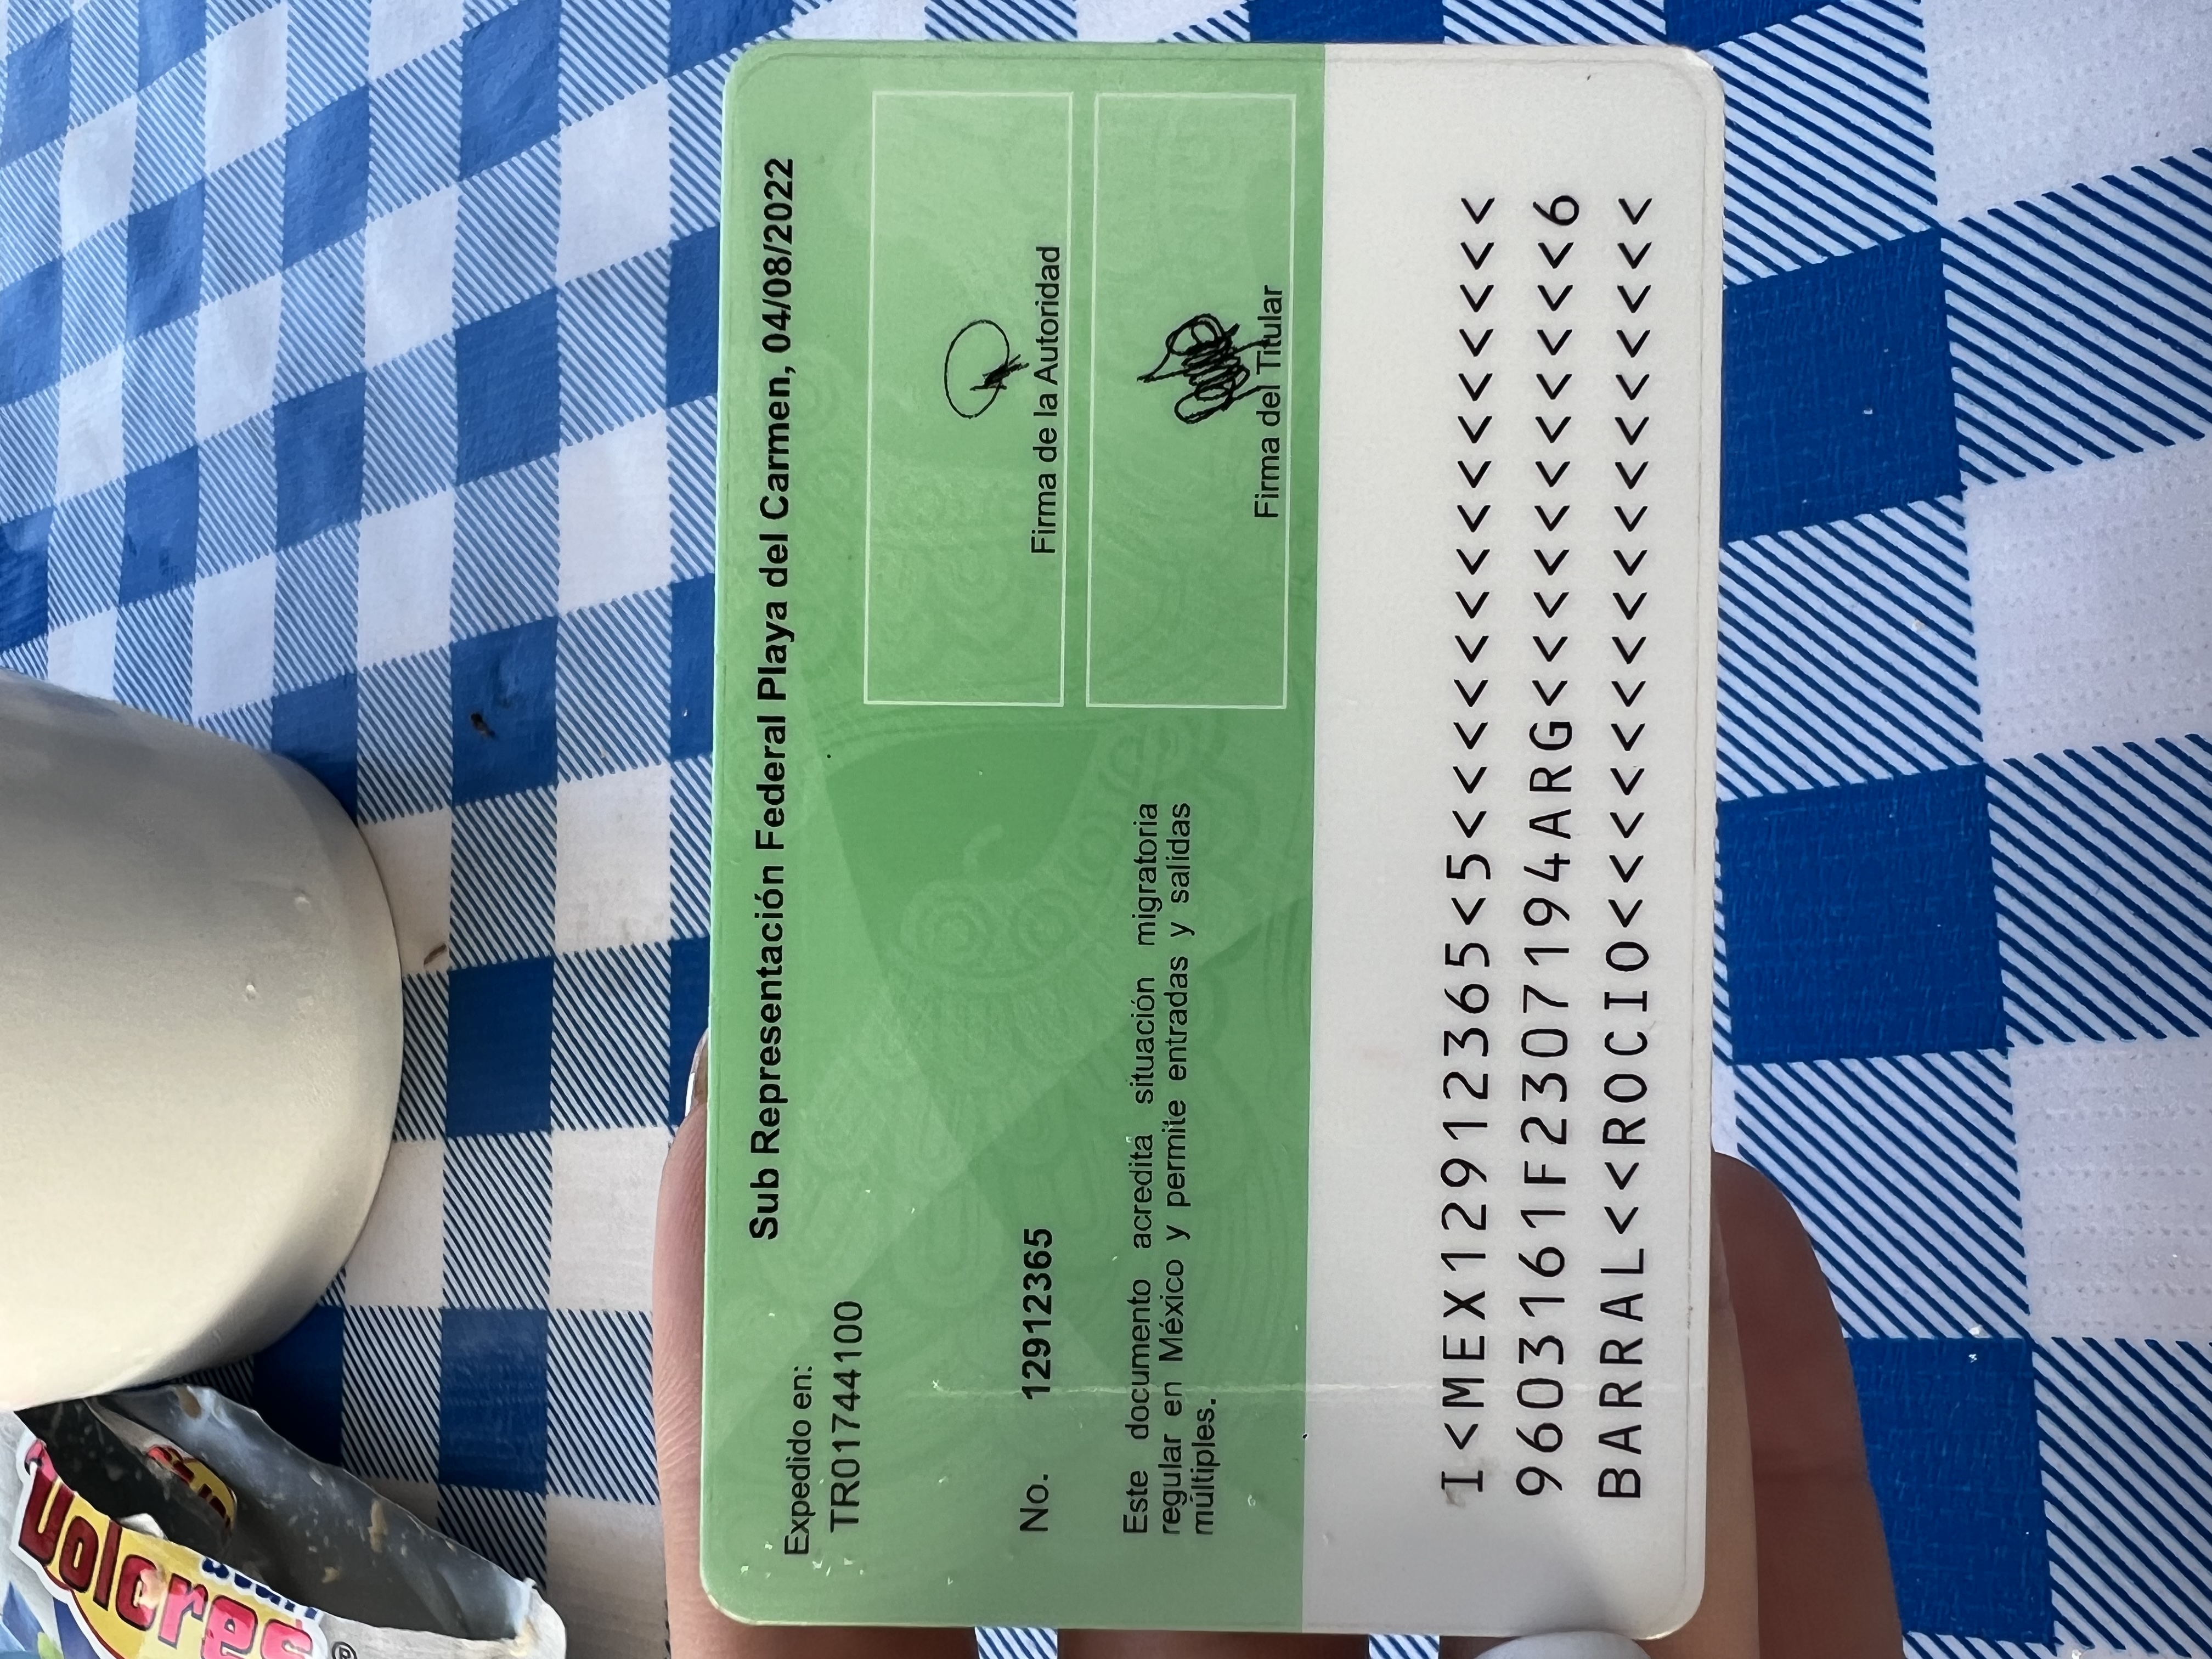 Expedido en:
Sub Representación Federal Playa del Carmen, 04/08/2022
TR01744100
No. 12912365
Este documento acredita situación migratoria
regular en México y permite entradas y salidas
múltiples.
Firma de la Autoridad
Firma del Titular
I<MEX12912365<5<<<<<<<<<<<<<<<
9603161F2307194ARG<<<<<<<<<<<6
BARRAL<<ROCIO<<<<<<<<<<<<<<<<<
Dolores
®